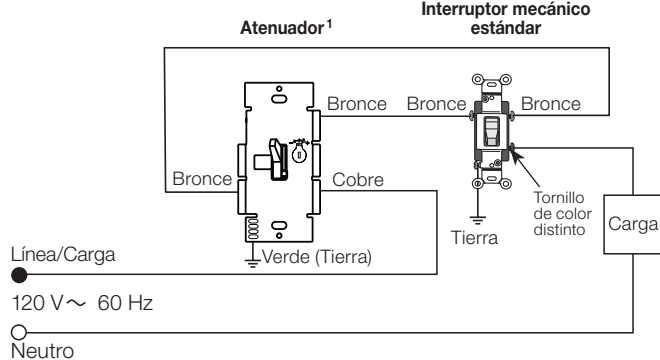 Interruptor mecánico
estándar
Atenuador¹
Bronce
Bronce
Bronce
Bronce
Cobre
Tornillo
de color
distinto
Carga
Tierra
Verde (Tierra)
Línea/Carga
120 V~ 60 Hz
Neutro